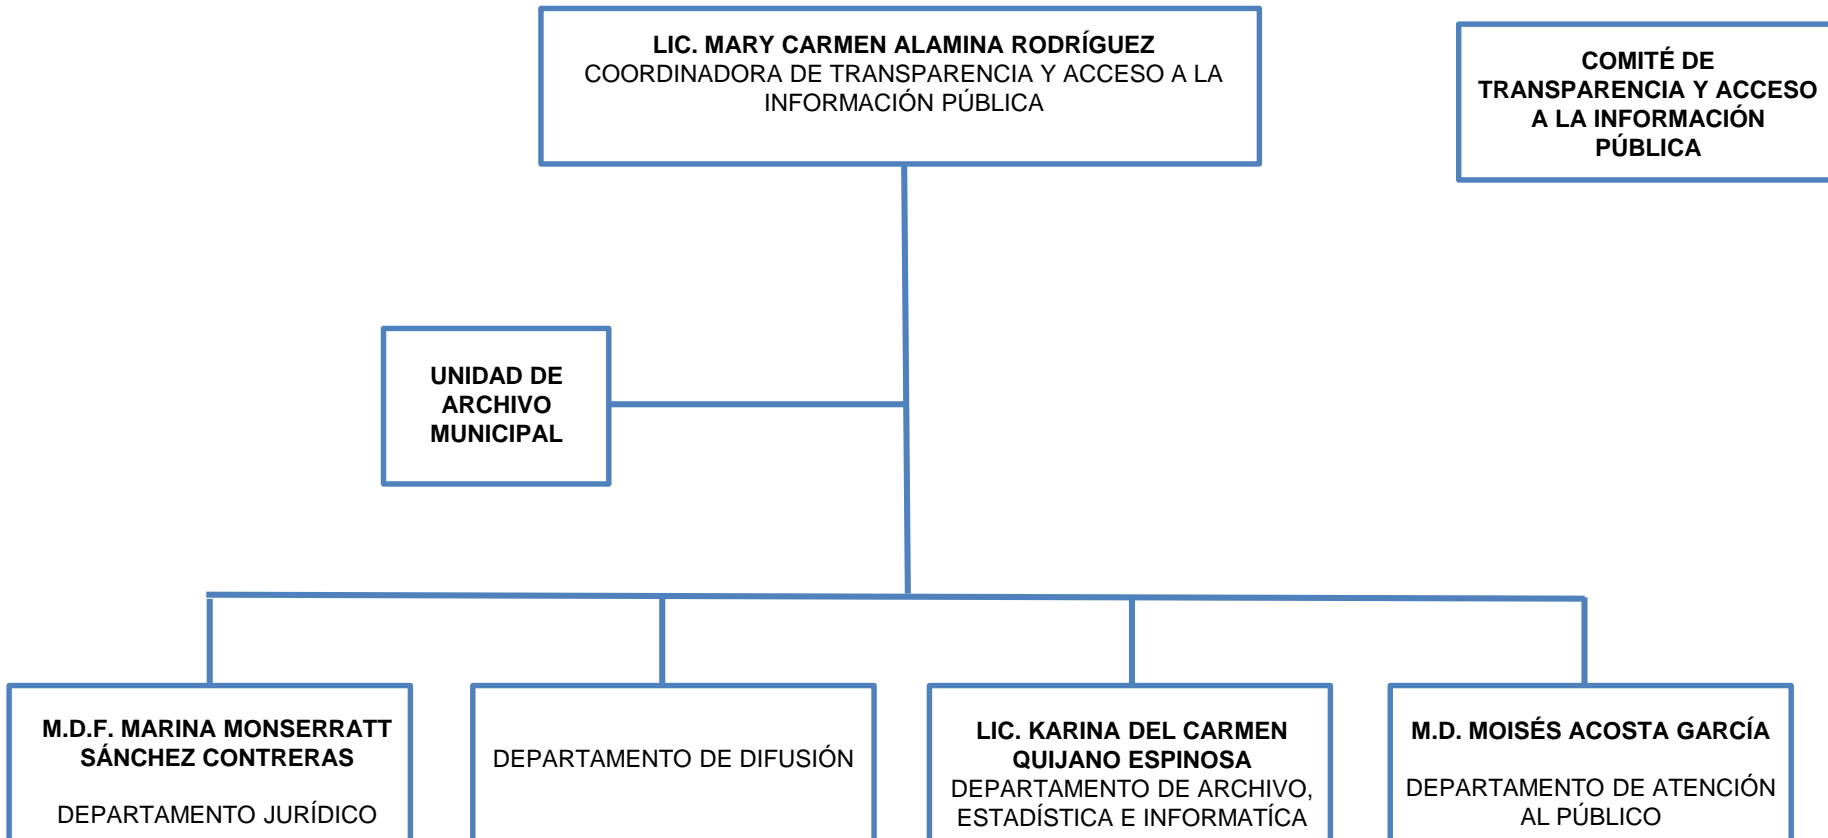 LIC. MARY CARMEN ALAMINA RODRÍGUEZ
COORDINADORA DE TRANSPARENCIA Y ACCESO A LA
INFORMACIÓN PÚBLICA
COMITÉ DE
TRANSPARENCIA Y ACCESO
A LA INFORMACIÓN
PÚBLICA
UNIDAD DE
ARCHIVO
MUNICIPAL
M.D.F. MARINA MONSERRATT
SÁNCHEZ CONTRERAS
DEPARTAMENTO JURÍDICO
DEPARTAMENTO DE DIFUSIÓN
LIC. KARINA DEL CARMEN
QUIJANO ESPINOSA
DEPARTAMENTO DE ARCHIVO,
ESTADÍSTICA E INFORMATÍCA
M.D. MOISÉS ACOSTA GARCÍA
DEPARTAMENTO DE ATENCIÓN
AL PÚBLICO